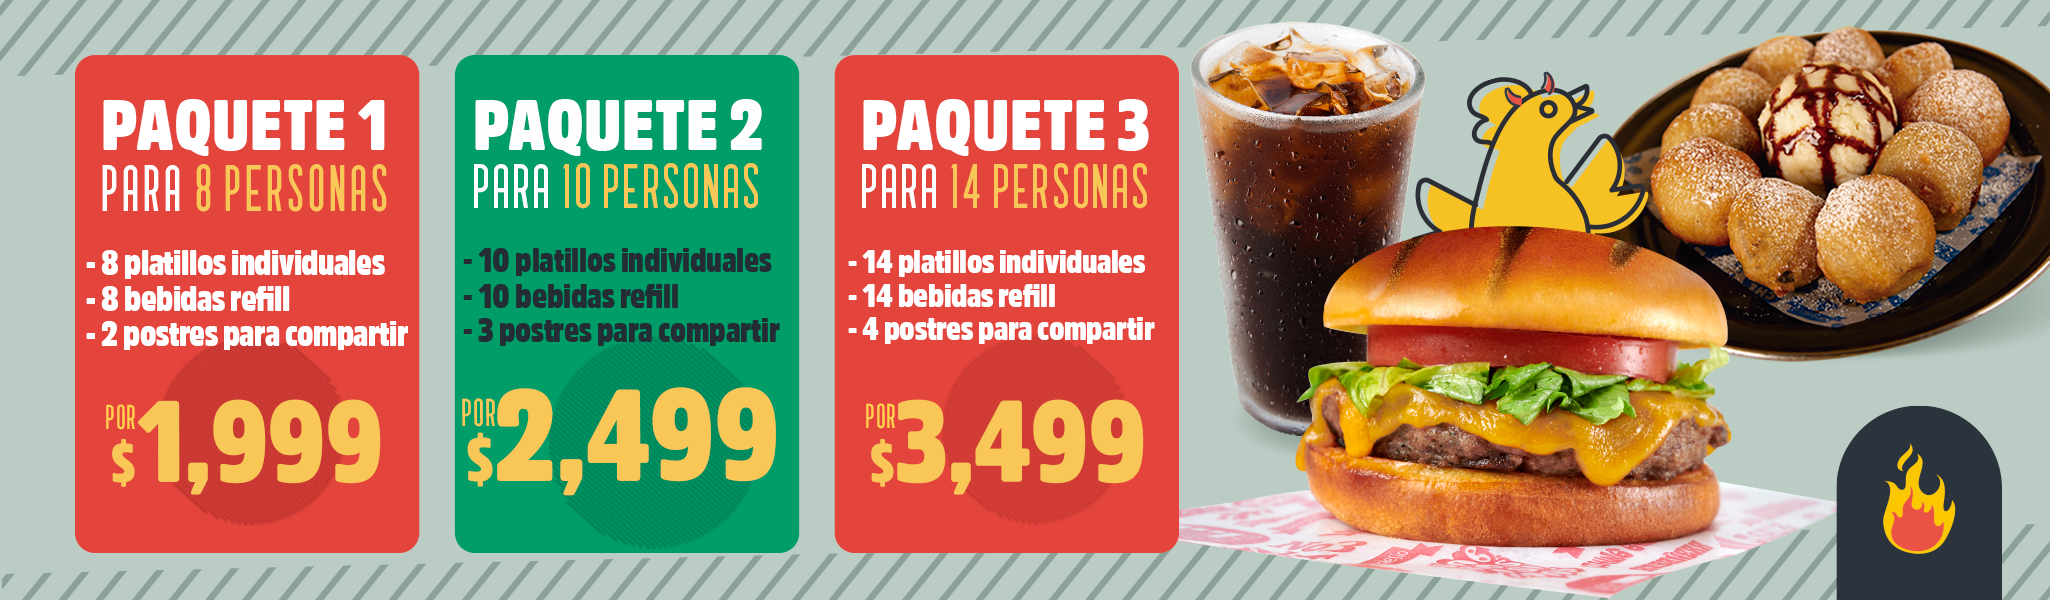 PAQUETE 1
PARA 8 PERSONAS
- 8 platillos individuales
- 8 bebidas refill
- 2 postres para compartir
POR
$1,999
PAQUETE 2
PARA 10 PERSONAS
- 10 platillos individuales
- 10 bebidas refill
- 3 postres para compartir
POR
$2,499
PAQUETE 3
PARA 14 PERSONAS
- 14 platillos individuales
- 14 bebidas refill
- 4 postres para compartir
POR
$3,499